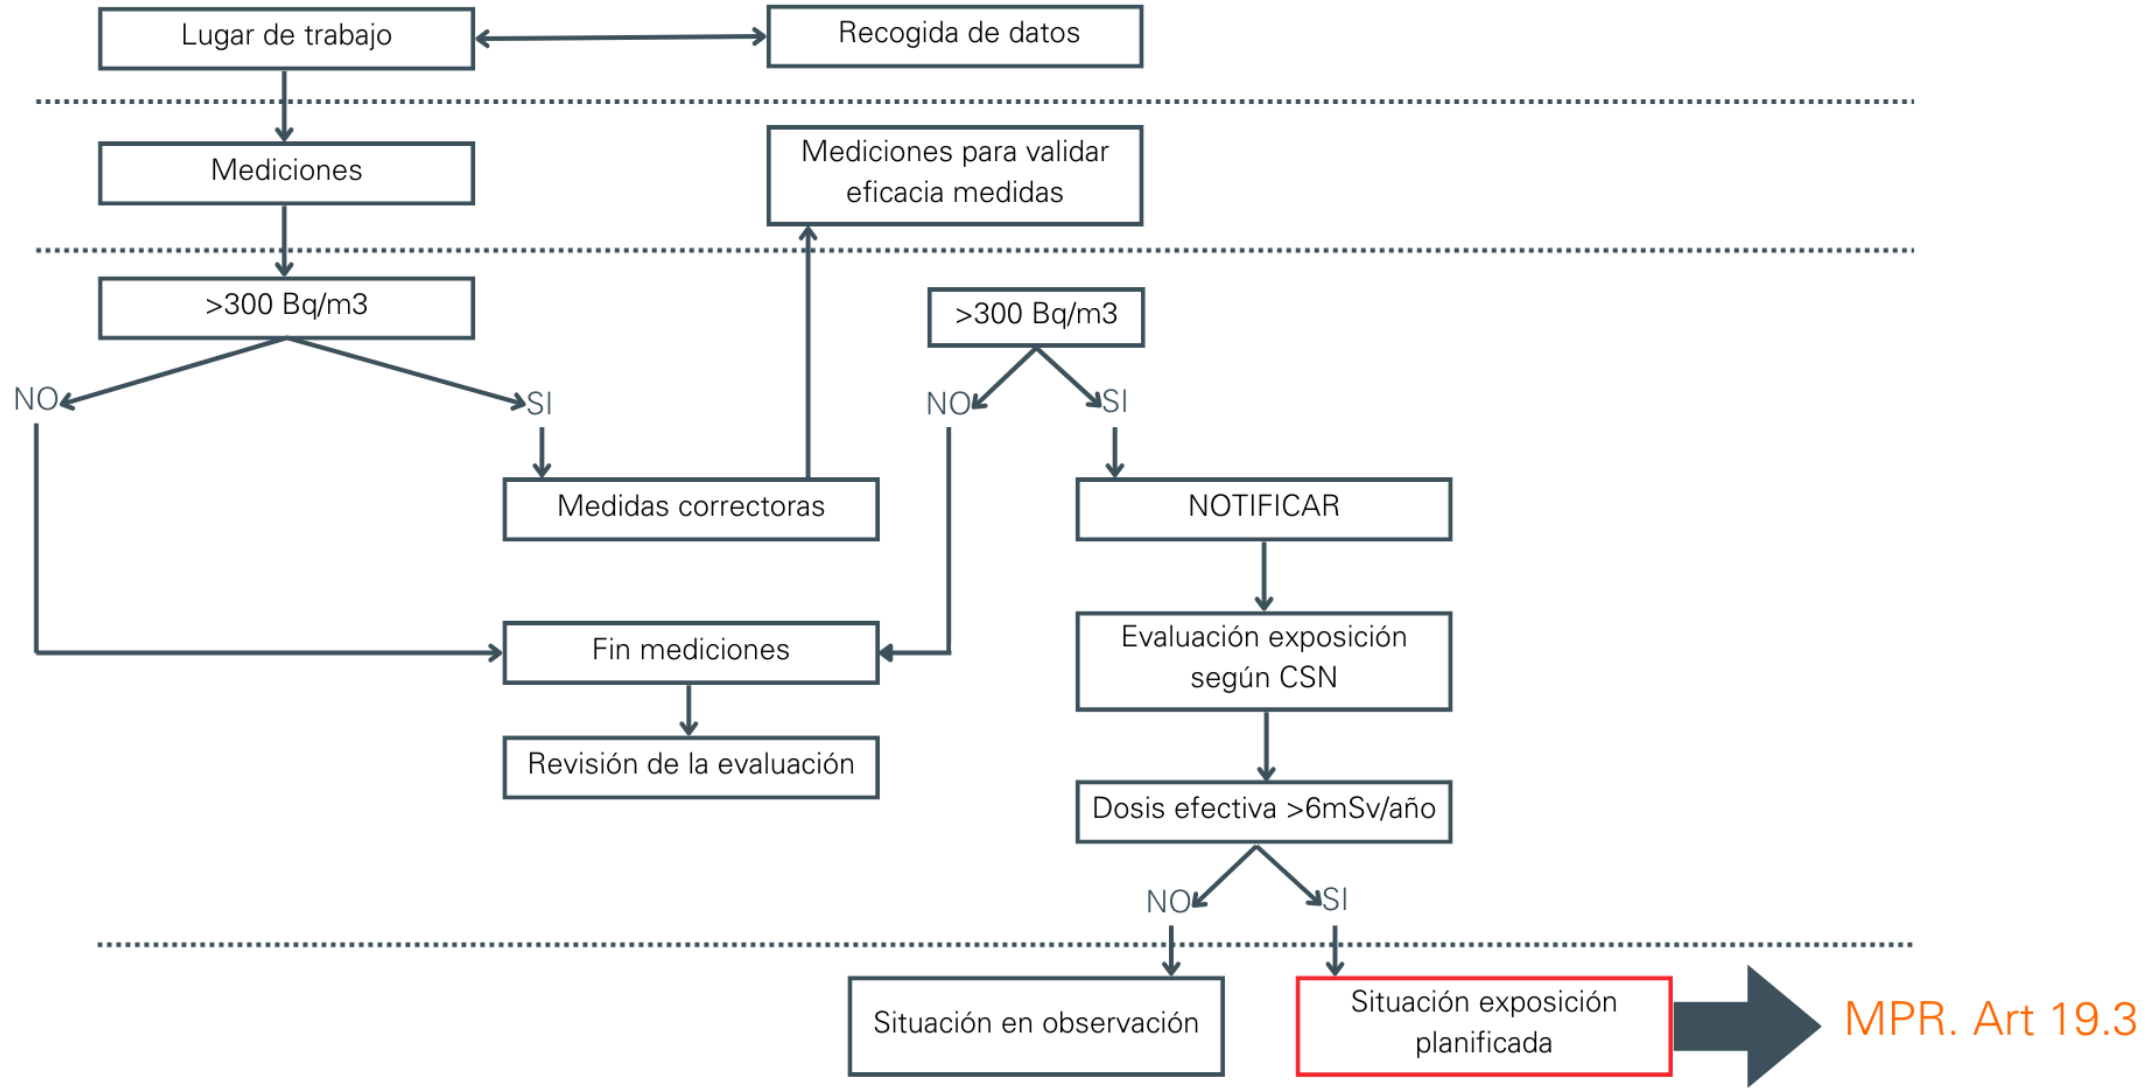 Lugar de trabajo
Recogida de datos
Mediciones
Mediciones para validar
eficacia medidas
>300 Bq/m3
>300 Bq/m3
NO
SI
NO
SI
Medidas correctoras
NOTIFICAR
Fin mediciones
Evaluación exposición
según CSN
Revisión de la evaluación
Dosis efectiva >6mSv/año
NO
SI
Situación en observación
Situación exposición
planificada
MPR. Art 19.3